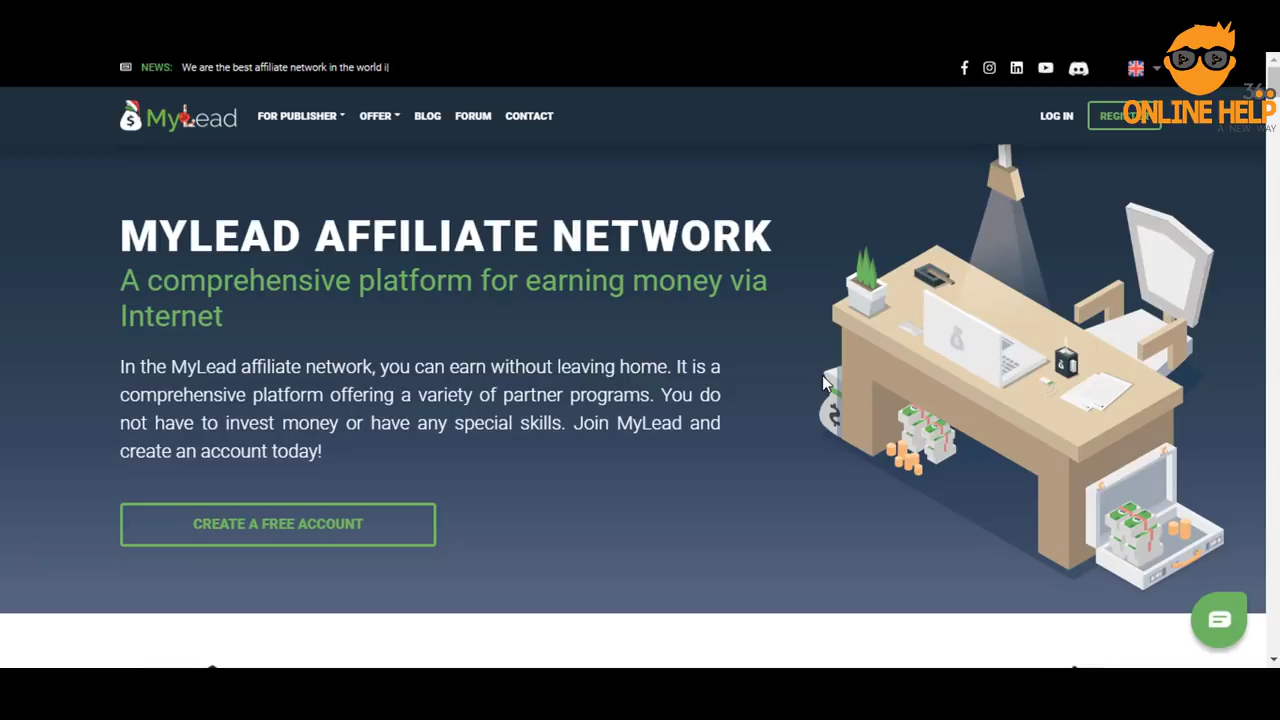 NEWS: We are the best affiliate network in the world i
MyLead
FOR PUBLISHER
OFFER
BLOG
FORUM
CONTACT
LOG IN
ONLINE HELP
A NEW WAY
MYLEAD AFFILIATE NETWORK
A comprehensive platform for earning money via
Internet
In the MyLead affiliate network, you can earn without leaving home. It is a
comprehensive platform offering a variety of partner programs. You do
not have to invest money or have any special skills. Join MyLead and
create an account today!
CREATE A FREE ACCOUNT